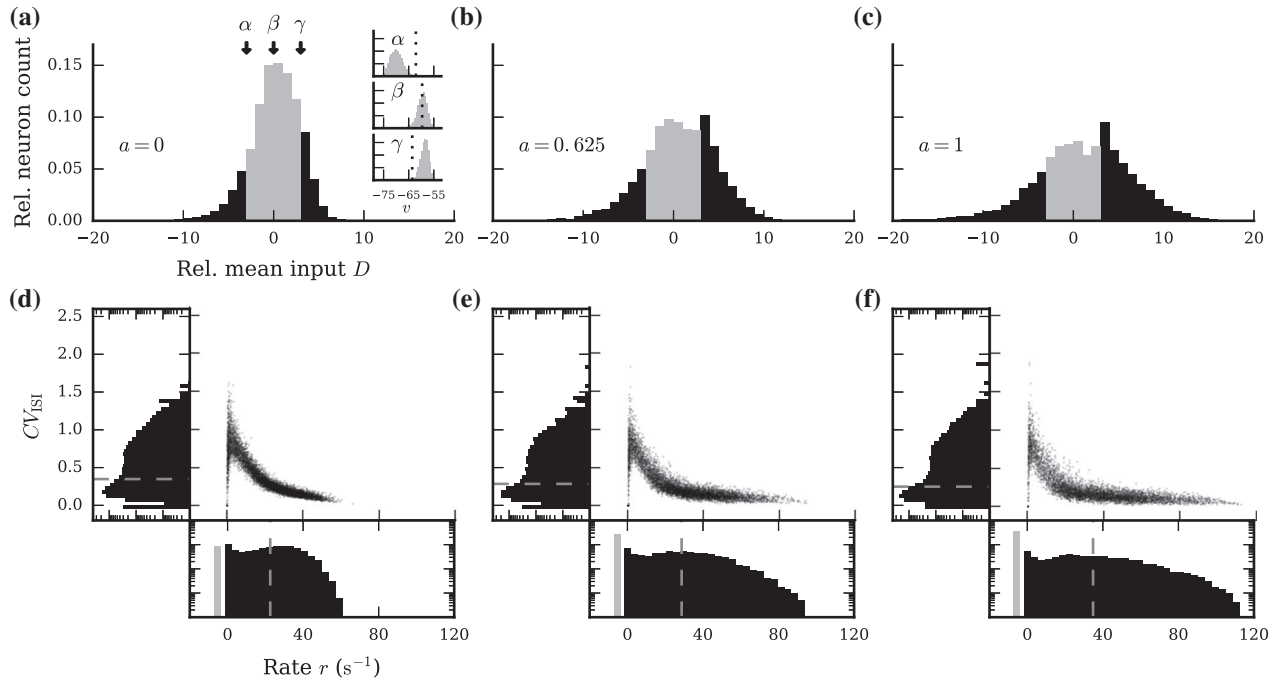 (a)
α β γ
(b)
(c)
Rel. neuron count
0.15
0.10
0.05
0.00
a = 0
α
β
γ
−75 −65 −55
v
a = 0.625
a = 1
−20 −10 0 10 20
−20 −10 0 10 20
−20 −10 0 10 20
Rel. mean input D
(d)
(e)
(f)
CV_ISI
2.5
2.0
1.5
1.0
0.5
0.0
0 40 80 120
0 40 80 120
0 40 80 120
Rate r (s⁻¹)